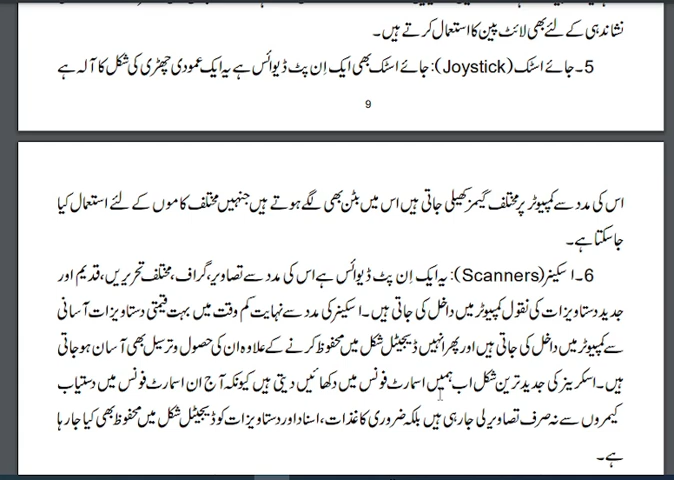 نشاندہی کے لئے بھی لائٹ پین کا استعمال کرتے ہیں۔
5۔جائے اسٹک(Joystick): جائے اسٹک بھی ایک اِن پٹ ڈیوائس ہے یہ ایک عمودی چھڑی کی شکل کا آلہ ہے
9
اس کی مدد سے کمپیوٹر پر مختلف گیمز کھیلی جاتی ہیں اس میں بٹن بھی لگے ہوتے ہیں جنہیں مختلف کاموں کے لئے استعمال کیا
جاسکتا ہے۔
6۔اسکینر(Scanners): یہ ایک اِن پٹ ڈیوائس ہے اس کی مدد سے تصاویر، گراف، مختلف تحریریں، قدیم اور
جدید دستاویزات کی نقول کمپیوٹر میں داخل کی جاتی ہیں۔اسکینر کی مدد سے نہایت کم وقت میں بہت قیمتی دستاویزات آسانی
سے کمپیوٹر میں داخل کی جاتی ہیں اور پھر انہیں ڈیجیٹل شکل میں محفوظ کرنے کے علاوہ ان کی حصول و ترسیل بھی آسان ہو جاتی
ہیں۔اسکرینز کی جدید ترین شکل اب ہمیں اسمارٹ فونس میں دکھائیں دیتی ہیں کیونکہ آج ان اسمارٹ فونس میں دستیاب
کیمروں سے نہ صرف تصاویر لی جارہی ہیں بلکہ ضروری کاغذات، اسناد اور دستاویزات کو ڈیجیٹل شکل میں محفوظ بھی کیا جارہا
ہے۔